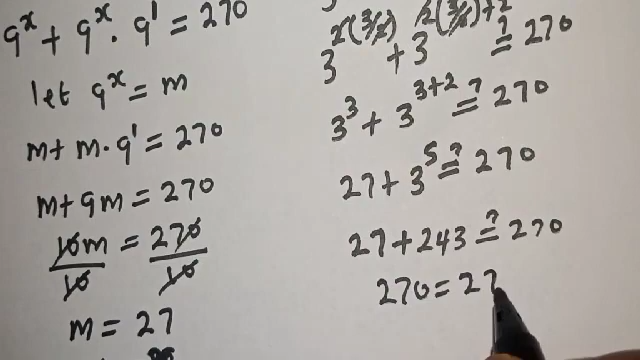 9^x + 9^x · 9^1 = 270
let 9^x = m
m + m · 9^1 = 270
m + 9m = 270
10m/10 = 270/10
m = 27
3^2(3/2) + 3^2(3/2)+2 ?= 270
3^3 + 3^3+2 ?= 270
27 + 3^5 ?= 270
27 + 243 ?= 270
270 = 27